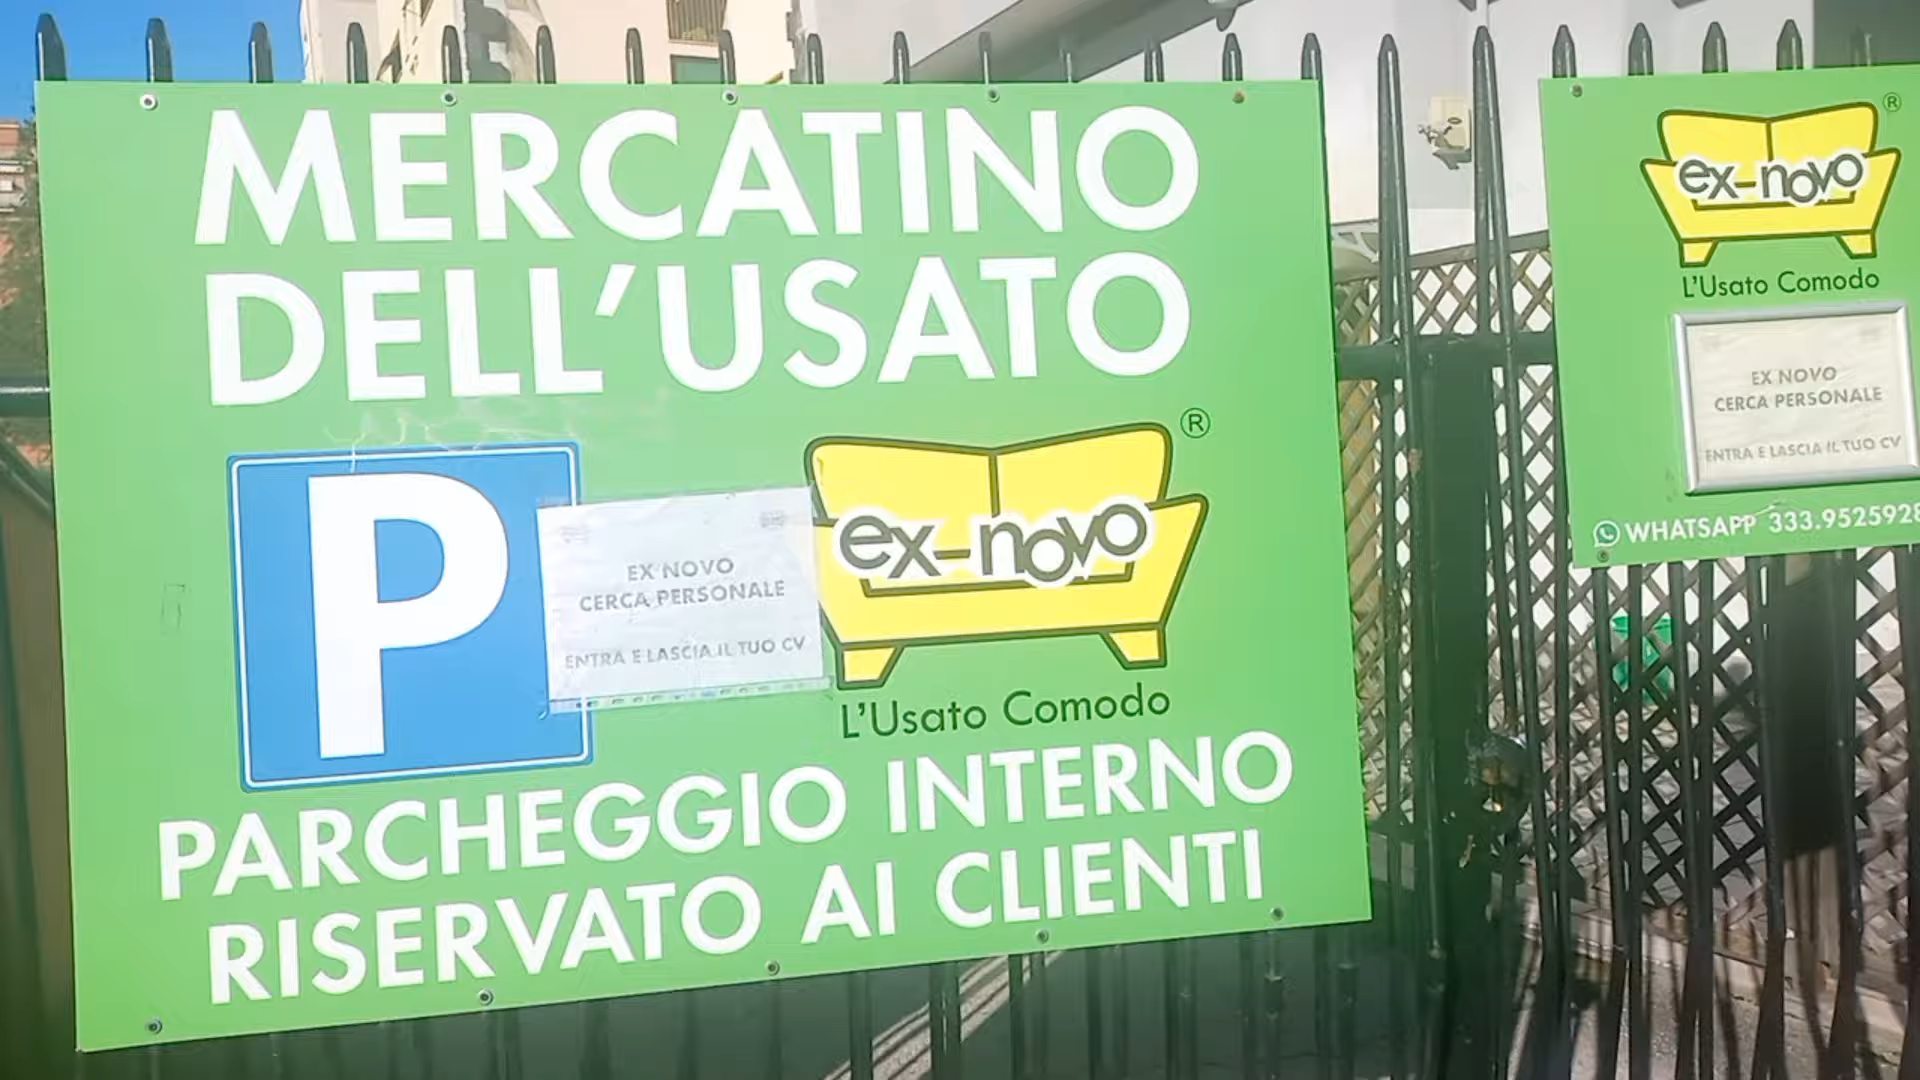 MERCATINO
DELL'USATO
P
EX NOVO
CERCA PERSONALE
ENTRA E LASCIA IL TUO CV
ex-novo
®
L'Usato Comodo
PARCHEGGIO INTERNO
RISERVATO AI CLIENTI
ex-novo
®
L'Usato Comodo
EX NOVO
CERCA PERSONALE
ENTRA E LASCIA IL TUO CV
WHATSAPP 333.9525928